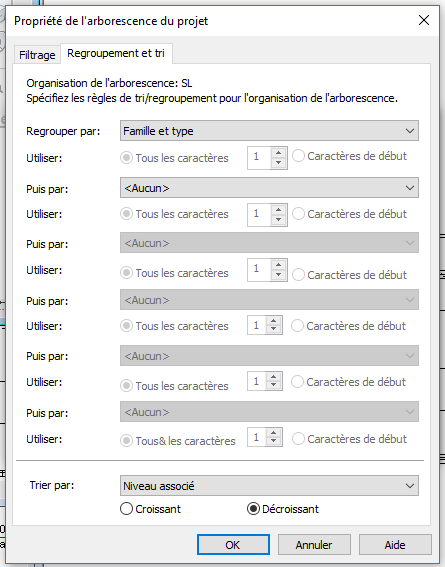 Propriété de l'arborescence du projet
Filtrage Regroupement et tri
Organisation de l'arborescence: SL
Spécifiez les règles de tri/regroupement pour l'organisation de l'arborescence.
Regrouper par: Famille et type
Utiliser: Tous les caractères 1 Caractères de début
Puis par: <Aucun>
Utiliser: Tous les caractères 1 Caractères de début
Puis par: <Aucun>
Utiliser: Tous les caractères 1 Caractères de début
Puis par: <Aucun>
Utiliser: Tous les caractères 1 Caractères de début
Puis par: <Aucun>
Utiliser: Tous les caractères 1 Caractères de début
Puis par: <Aucun>
Utiliser: Tous& les caractères 1 Caractères de début
Trier par: Niveau associé
Croissant Décroissant
OK Annuler Aide